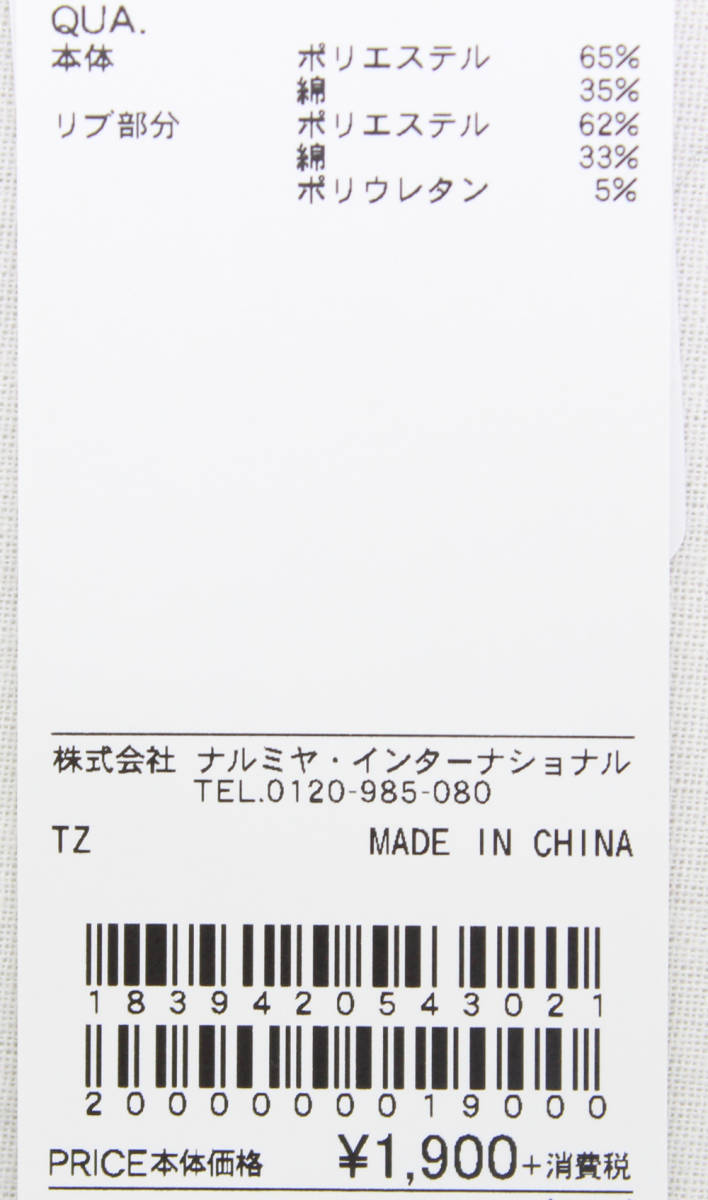 QUA.
本体 ポリエステル 65%
綿 35%
リブ部分 ポリエステル 62%
綿 33%
ポリウレタン 5%
株式会社 ナルミヤ・インターナショナル
TEL.0120-985-080
TZ MADE IN CHINA
1839420543021
2000000019000
PRICE本体価格 ¥1,900+消費税